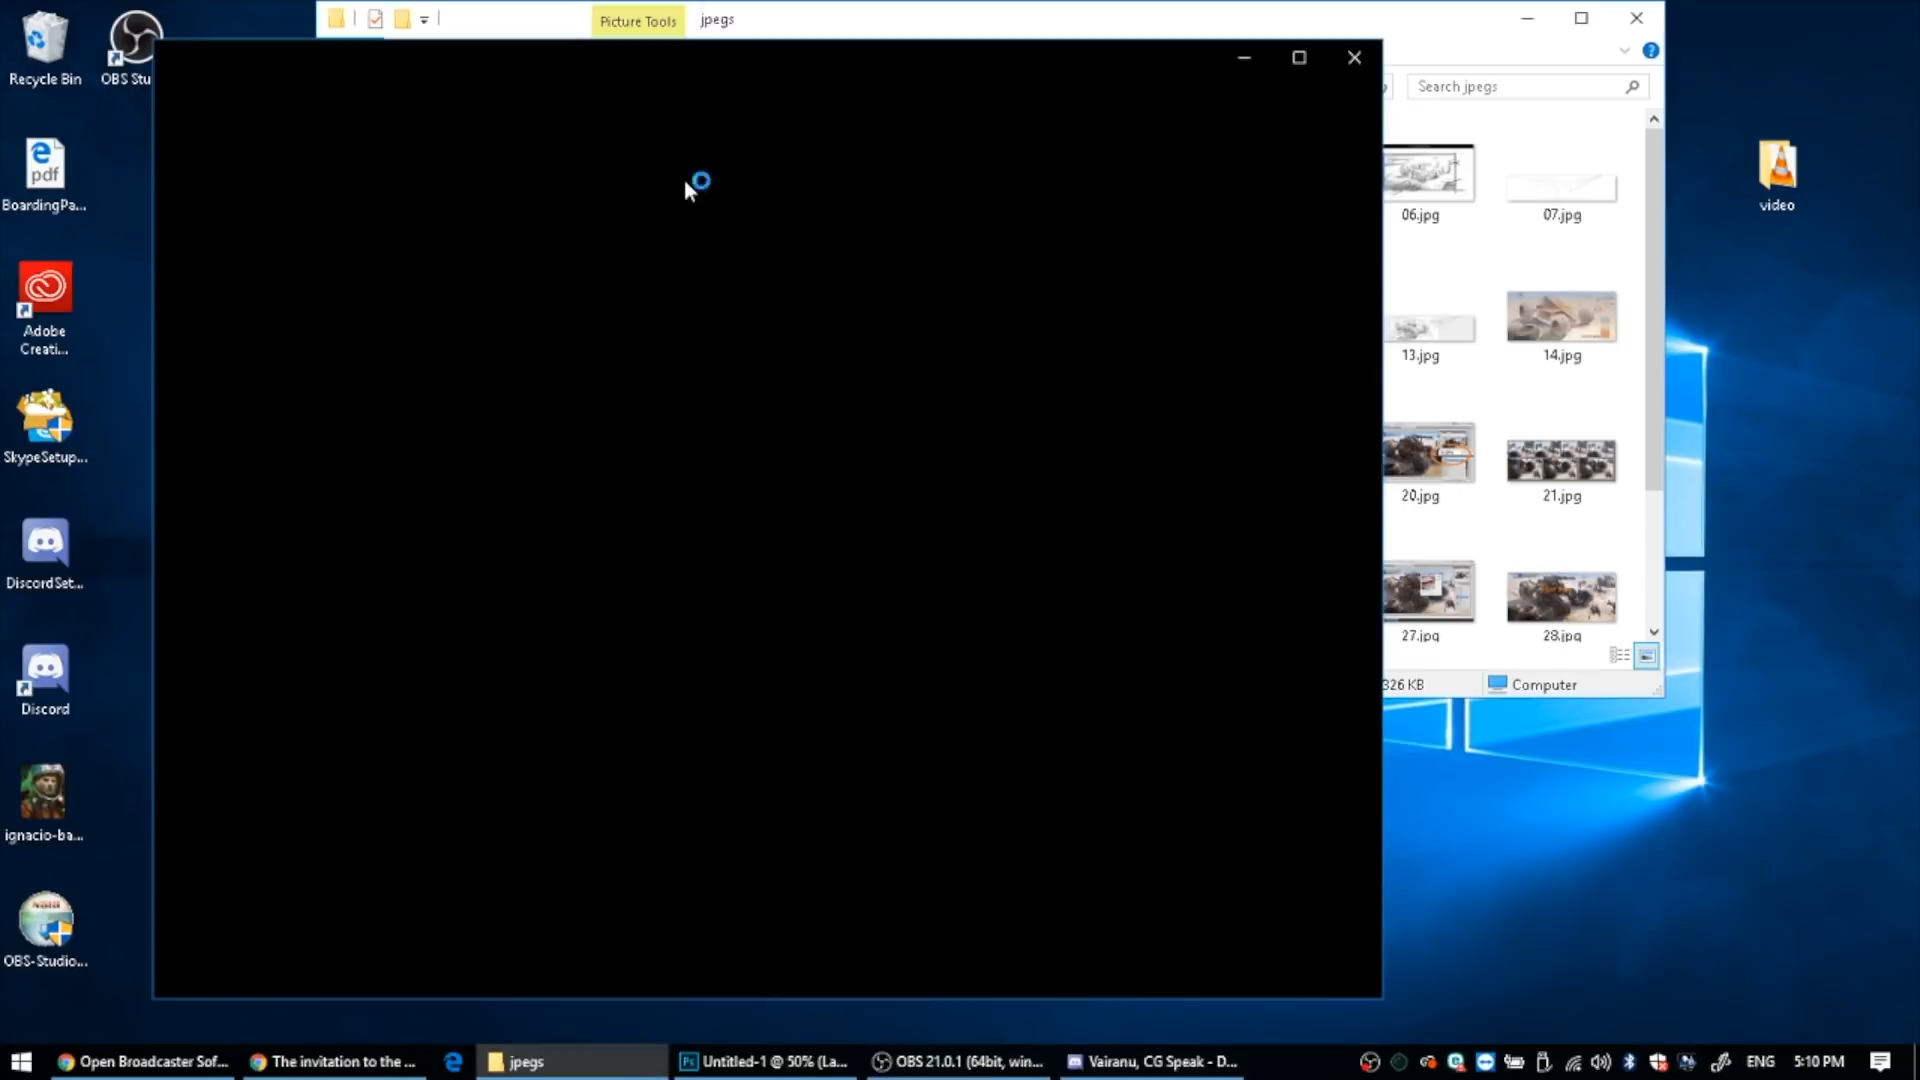 Picture Tools
jpegs
Search jpegs
Recycle Bin
OBS Stu
BoardingPa...
Adobe
Creati...
SkypeSetup...
DiscordSet...
Discord
ignacio-ba...
OBS-Studio...
video
06.jpg
07.jpg
13.jpg
14.jpg
20.jpg
21.jpg
27.jpg
28.jpg
326 KB
Computer
pdf
Open Broadcaster Sof...
The invitation to the ...
jpegs
Ps
Untitled-1 @ 50% (La...
OBS 21.0.1 (64bit, win...
Vairanu, CG Speak - D...
ENG
5:10 PM